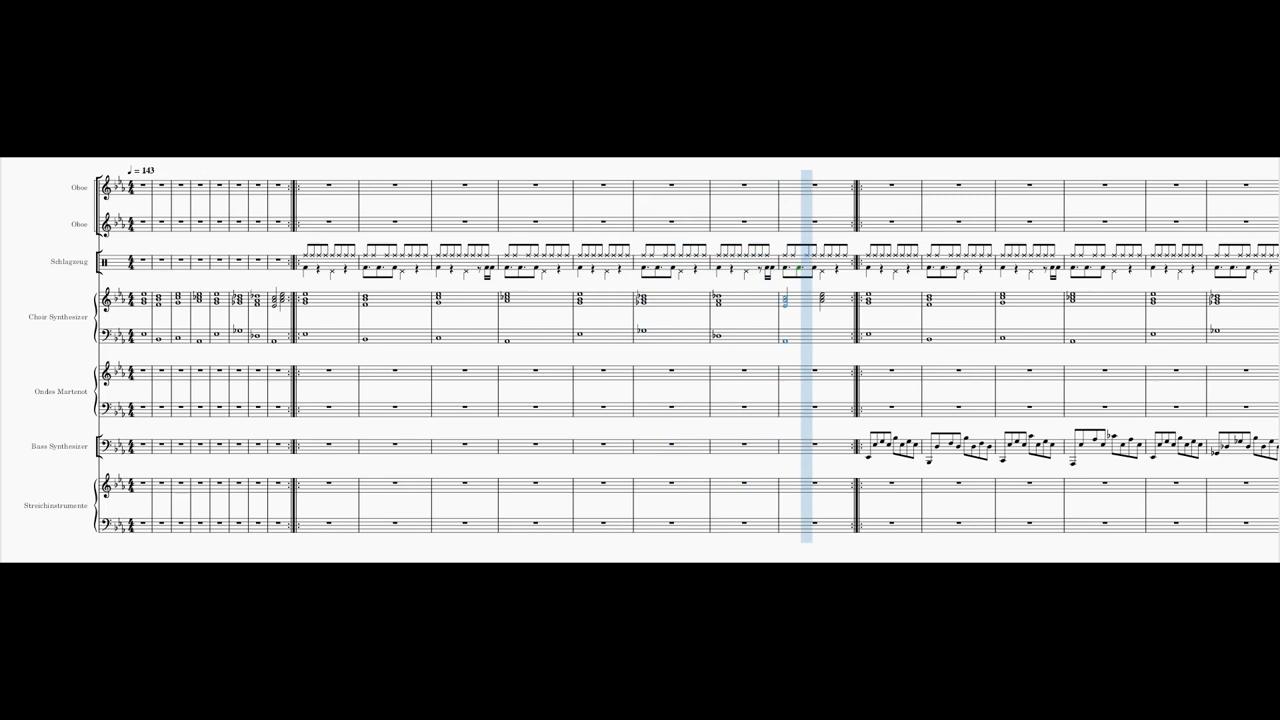 ♩ = 143
Oboe
Oboe
Schlagzeug
Choir Synthesizer
Ondes Martenot
Bass Synthesizer
Streichinstrumente